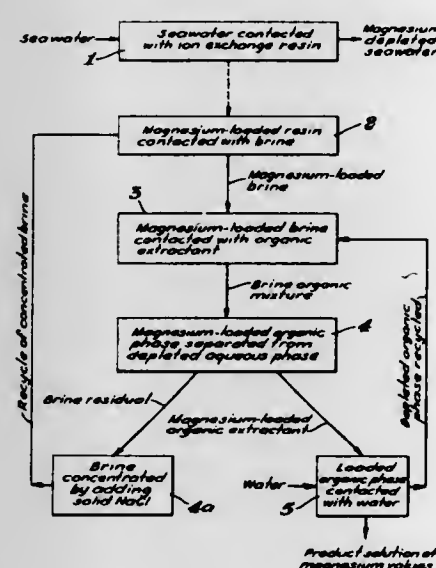 Seawater
Seawater contacted
with ion exchange resin
1
Magnesium
depleted
seawater
Magnesium-loaded resin
contacted with brine
2
Magnesium-loaded
brine
3
Magnesium-loaded brine
contacted with organic
extractant
Brine organic
mixture
Magnesium-loaded organic
phase separated from
depleted aqueous phase
4
Recycle of concentrated brine
Depleted organic
phase recycled
Brine residual
Magnesium-loaded
organic extractant
Brine
concentrated
by adding
solid NaCl
4a
Water
Loaded
organic phase
contacted
with water
5
Product solution of
magnesium values